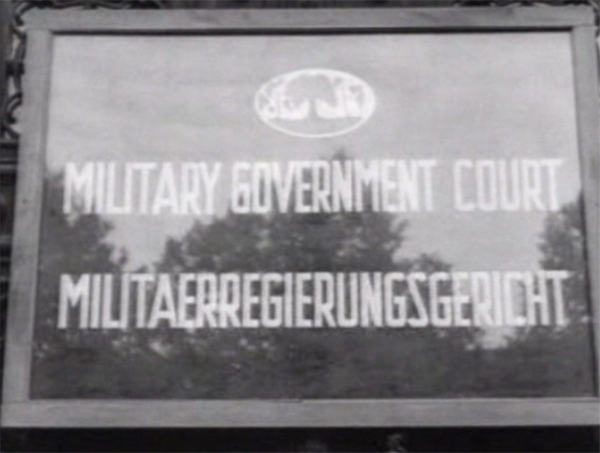 MILITARY GOVERNMENT COURT
MILITAERREGIERUNGSGERICHT